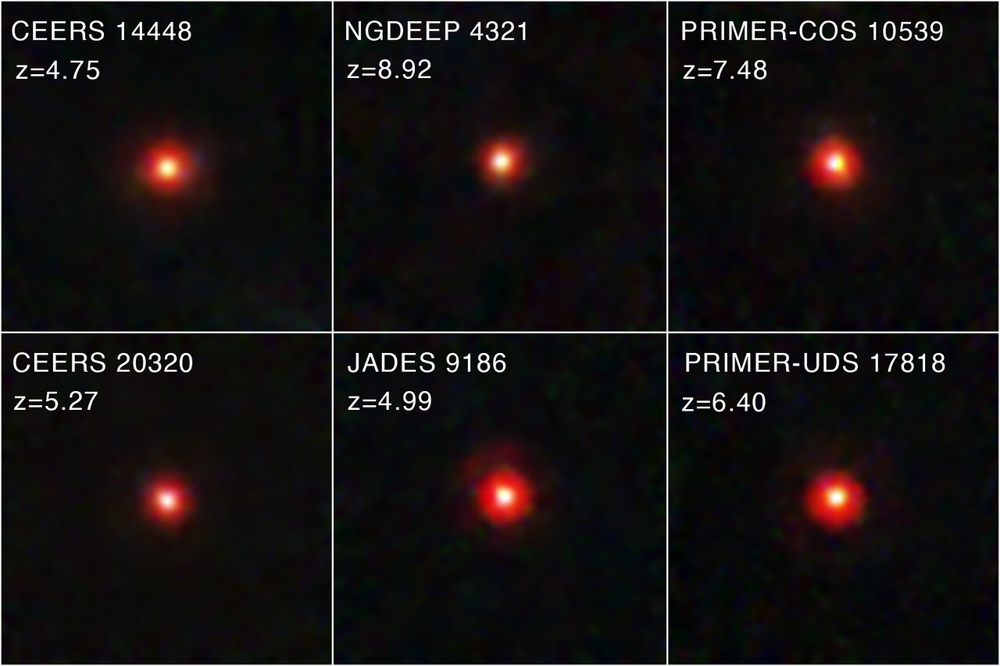 CEERS 14448
z=4.75
NGDEEP 4321
z=8.92
PRIMER-COS 10539
z=7.48
CEERS 20320
z=5.27
JADES 9186
z=4.99
PRIMER-UDS 17818
z=6.40